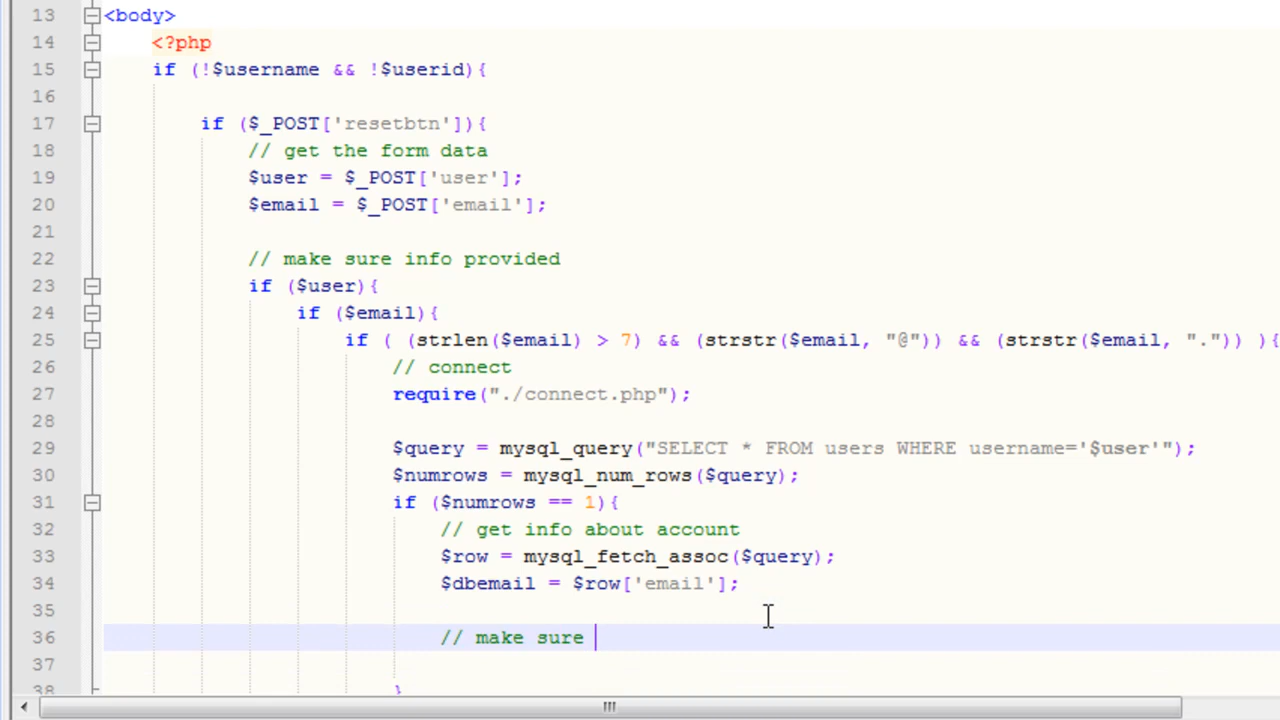 13 <body>
14 <?php
15 if (!$username && !$userid){
16
17 if ($_POST['resetbtn']){
18 // get the form data
19 $user = $_POST['user'];
20 $email = $_POST['email'];
21
22 // make sure info provided
23 if ($user){
24 if ($email){
25 if ( (strlen($email) > 7) && (strstr($email, "@")) && (strstr($email, ".")) ){
26 // connect
27 require("./connect.php");
28
29 $query = mysql_query("SELECT * FROM users WHERE username='$user'");
30 $numrows = mysql_num_rows($query);
31 if ($numrows == 1){
32 // get info about account
33 $row = mysql_fetch_assoc($query);
34 $dbemail = $row['email'];
35
36 // make sure
37
38 }